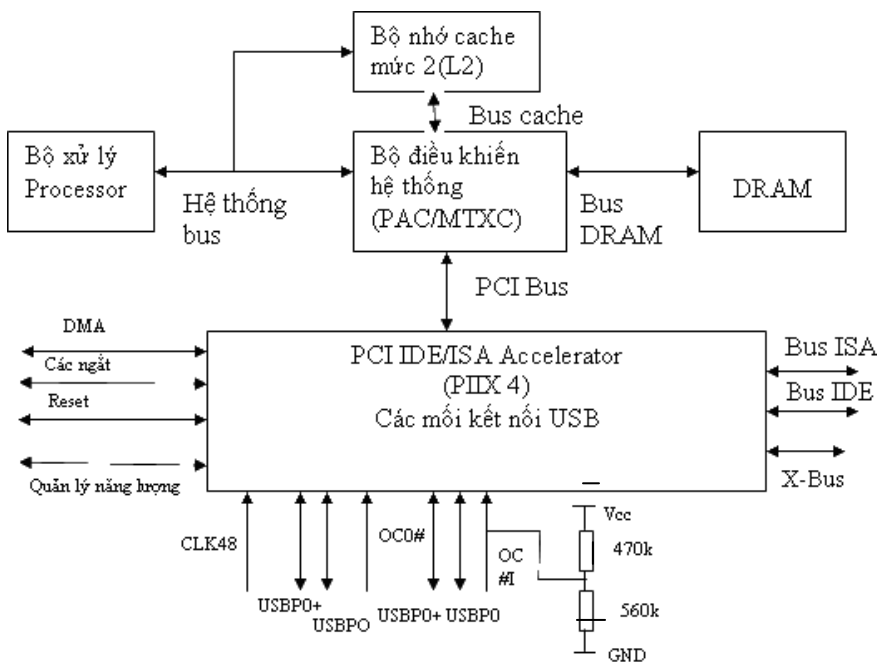 Bộ nhớ cache
mức 2(L2)
Bus cache
Bộ xử lý
Processor
Hệ thống
bus
Bộ điều khiến
hệ thống
(PAC/MTXC)
Bus
DRAM
DRAM
PCI Bus
DMA
Các ngắt
Reset
Quản lý năng lượng
PCI IDE/ISA Accelerator
(PIIX 4)
Các mối kết nối USB
Bus ISA
Bus IDE
X-Bus
CLK48
USBP0+
USBPO
OC0#
USBP0+ USBP0
OC
#I
Vcc
470k
560k
GND